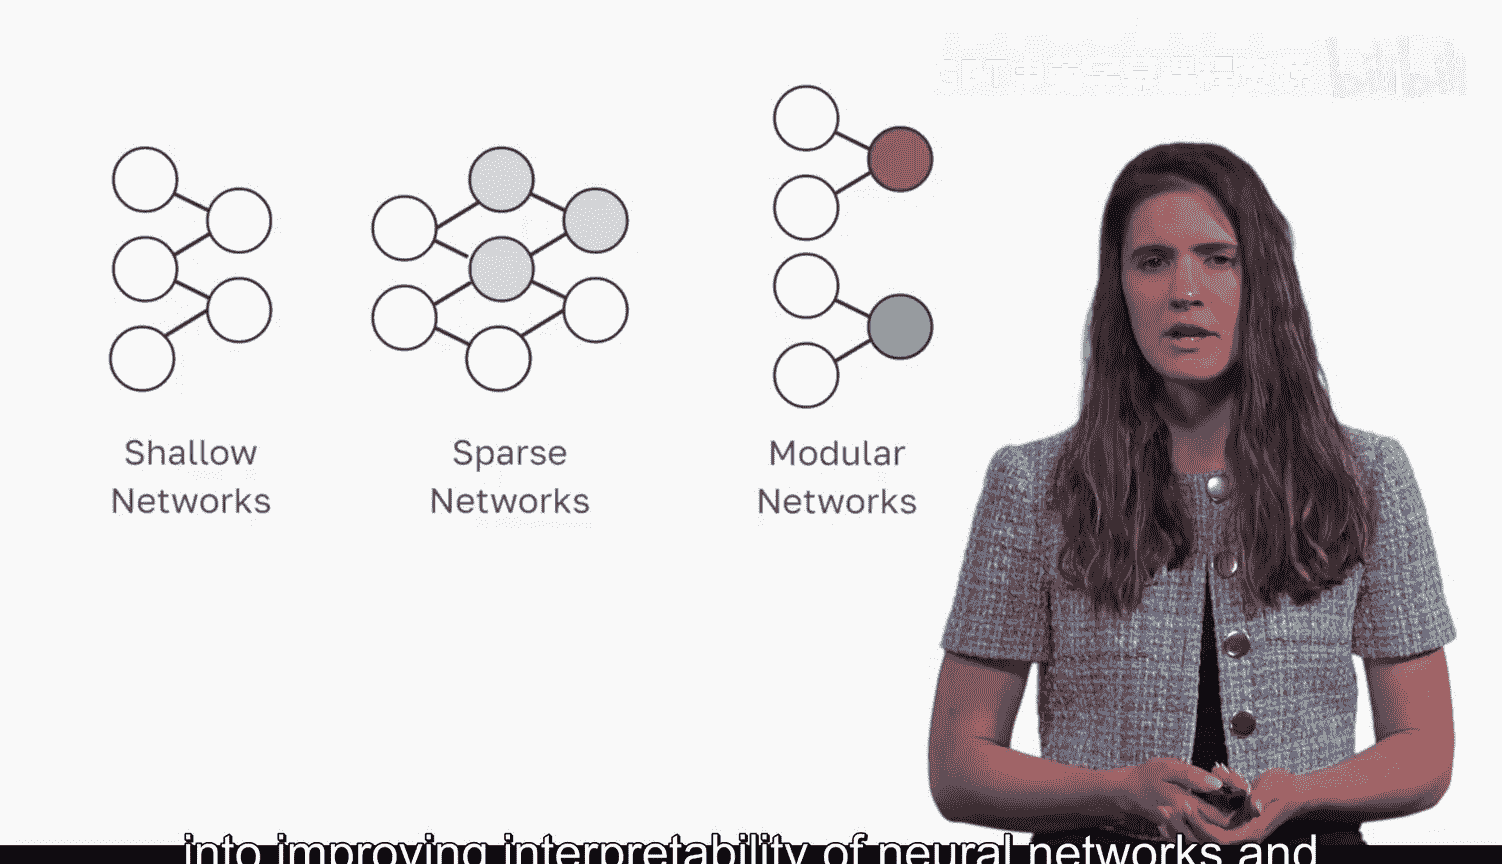 Shallow
Networks
Sparse
Networks
Modular
Networks
into improving interpretability of neural networks and